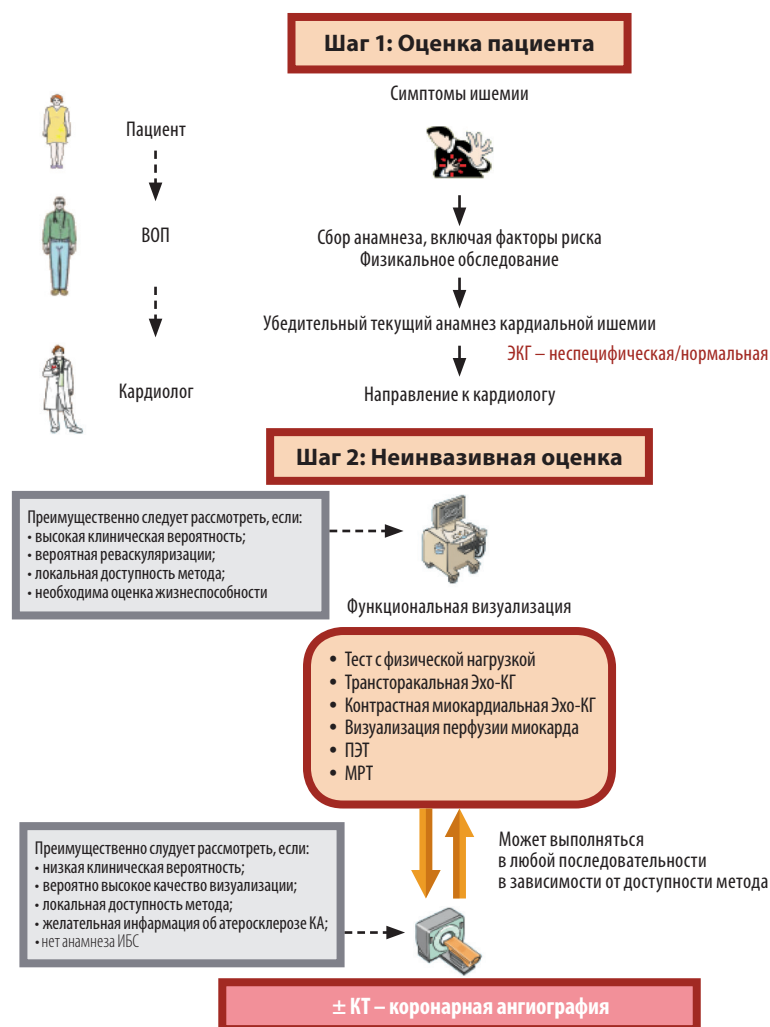 Шаг 1: Оценка пациента
Симптомы ишемии
Пациент
ВОП
Сбор анамнеза, включая факторы риска
Физикальное обследование
Убедительный текущий анамнез кардиальной ишемии
ЭКГ – неспецифическая/нормальная
Кардиолог
Направление к кардиологу
Шаг 2: Неинвазивная оценка
Преимущественно следует рассмотреть, если:
• высокая клиническая вероятность;
• вероятная реваскуляризации;
• локальная доступность метода;
• необходима оценка жизнеспособности
Функциональная визуализация
• Тест с физической нагрузкой
• Трансторакальная Эхо-КГ
• Контрастная миокардиальная Эхо-КГ
• Визуализация перфузии миокарда
• ПЭТ
• МРТ
Может выполняться
в любой последовательности
в зависимости от доступности метода
Преимущественно слудует рассмотреть, если:
• низкая клиническая вероятность;
• вероятно высокое качество визуализации;
• локальная доступность метода;
• желательная инфармация об атеросклерозе КА;
• нет анамнеза ИБС
± КТ – коронарная ангиография